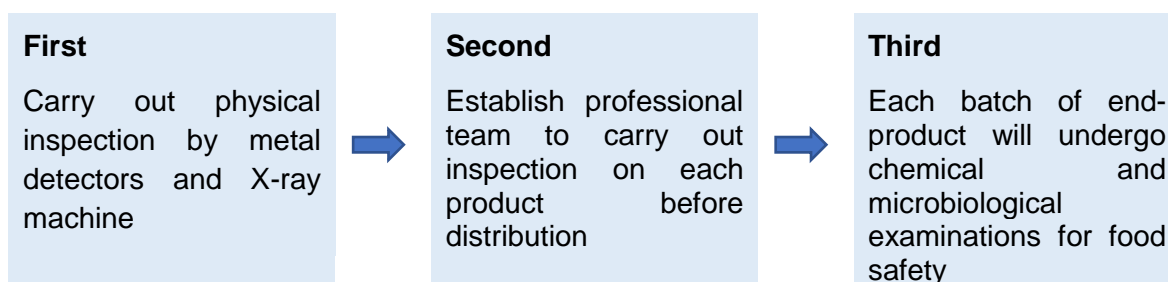 First
Carry out physical
inspection by metal
detectors and X-ray
machine
Second
Establish professional
team to carry out
inspection on each
product before
distribution
Third
Each batch of end-
product will undergo
chemical and
microbiological
examinations for food
safety